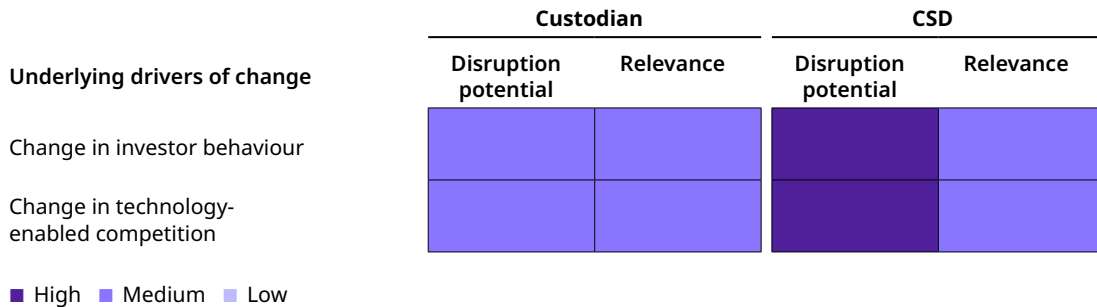 Custodian CSD
Underlying drivers of change
Disruption potential Relevance Disruption potential Relevance
Change in investor behaviour
Change in technology-
enabled competition
High Medium Low